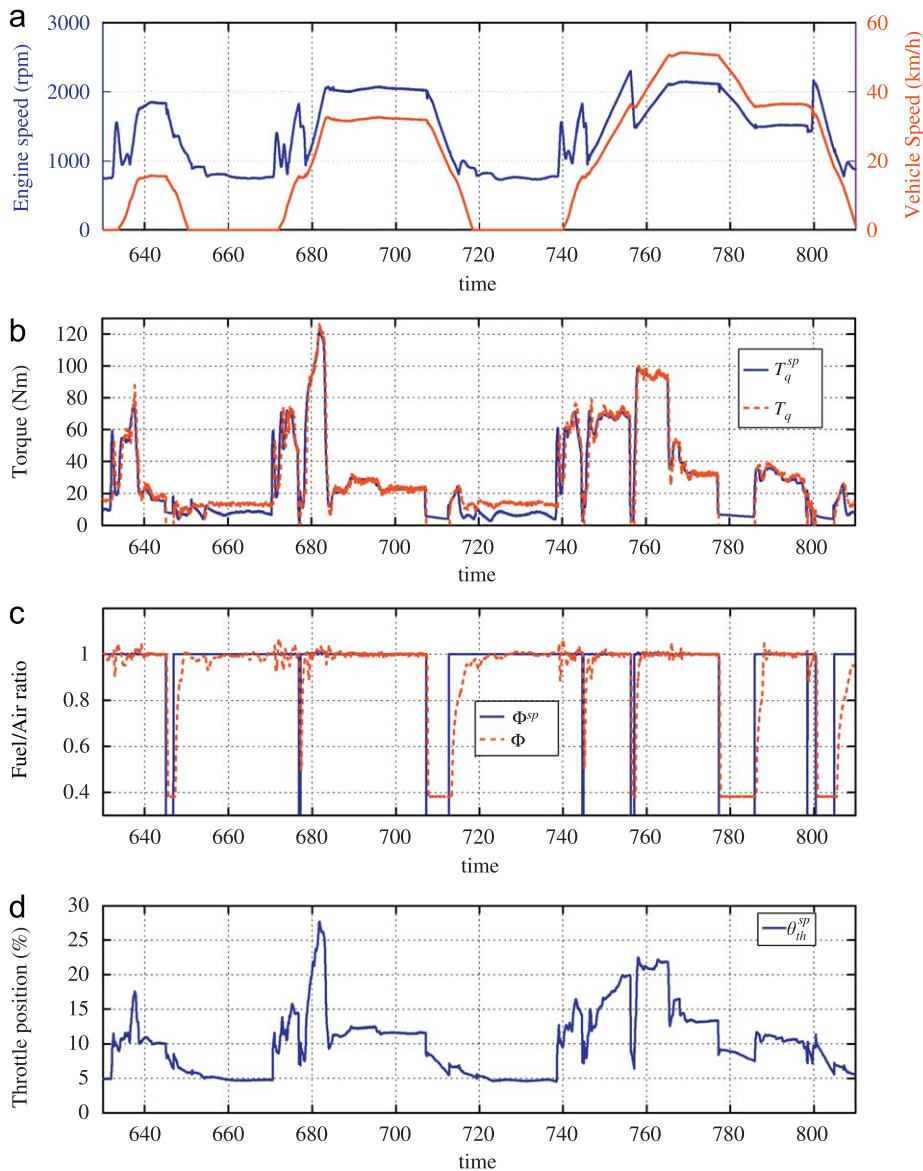 a
3000
2000
1000
0
Engine speed (rpm)
60
40
20
0
Vehicle Speed (km/h)
640 660 680 700 720 740 760 780 800
time
b
120
100
80
60
40
20
0
Torque (Nm)
T_q^{sp}
T_q
640 660 680 700 720 740 760 780 800
time
c
1
0.8
0.6
0.4
Fuel/Air ratio
Φ^{sp}
Φ
640 660 680 700 720 740 760 780 800
time
d
30
25
20
15
10
5
0
Throttle position (%)
θ_{th}^{sp}
640 660 680 700 720 740 760 780 800
time